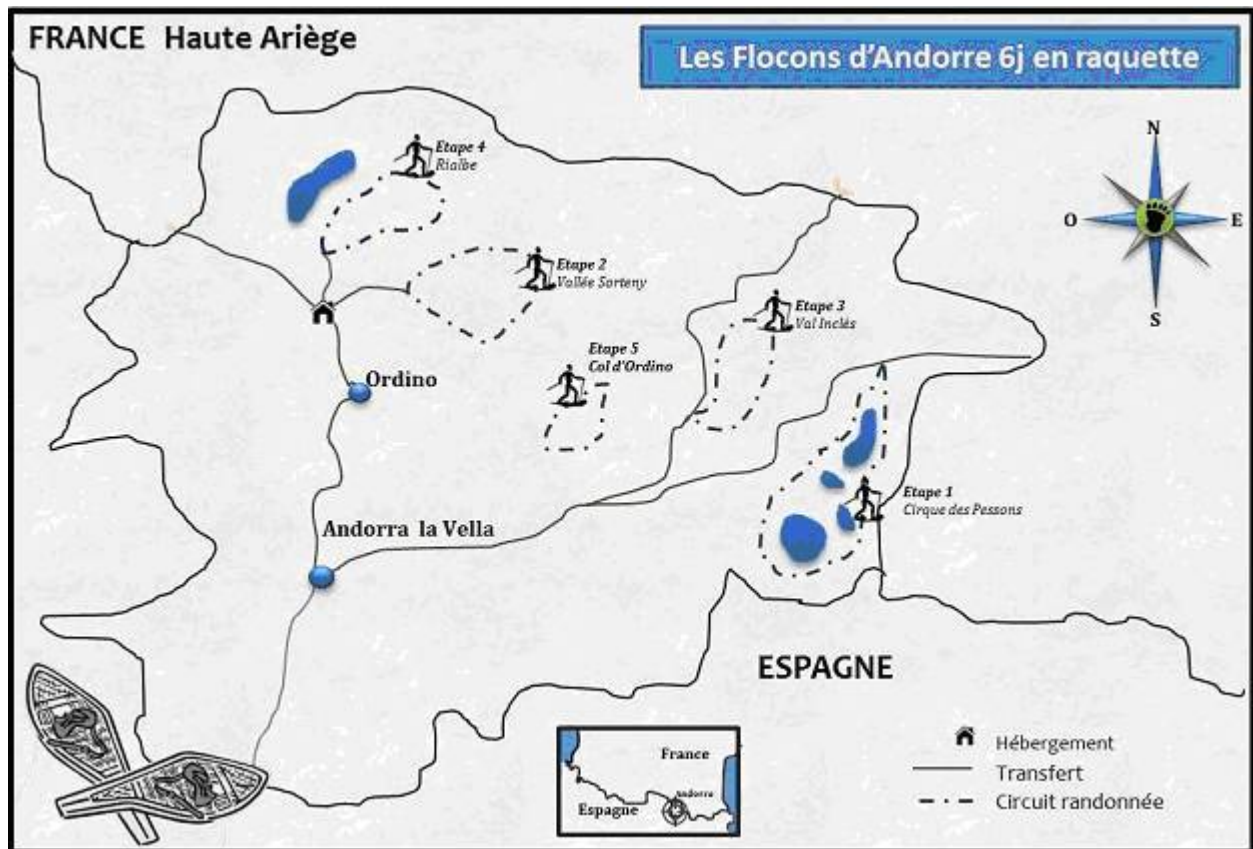 FRANCE Haute Ariège
Les Flocons d'Andorre 6j en raquette
N
O
E
S
Etape 4
Rialbe
Etape 2
Vallée Sorteny
Etape 3
Val Inclés
Etape 5
Col d'Ordino
Ordino
Etape 1
Cirque des Pessons
Andorra la Vella
ESPAGNE
France
Andorra
Espagne
Hébergement
Transfert
Circuit randonnée